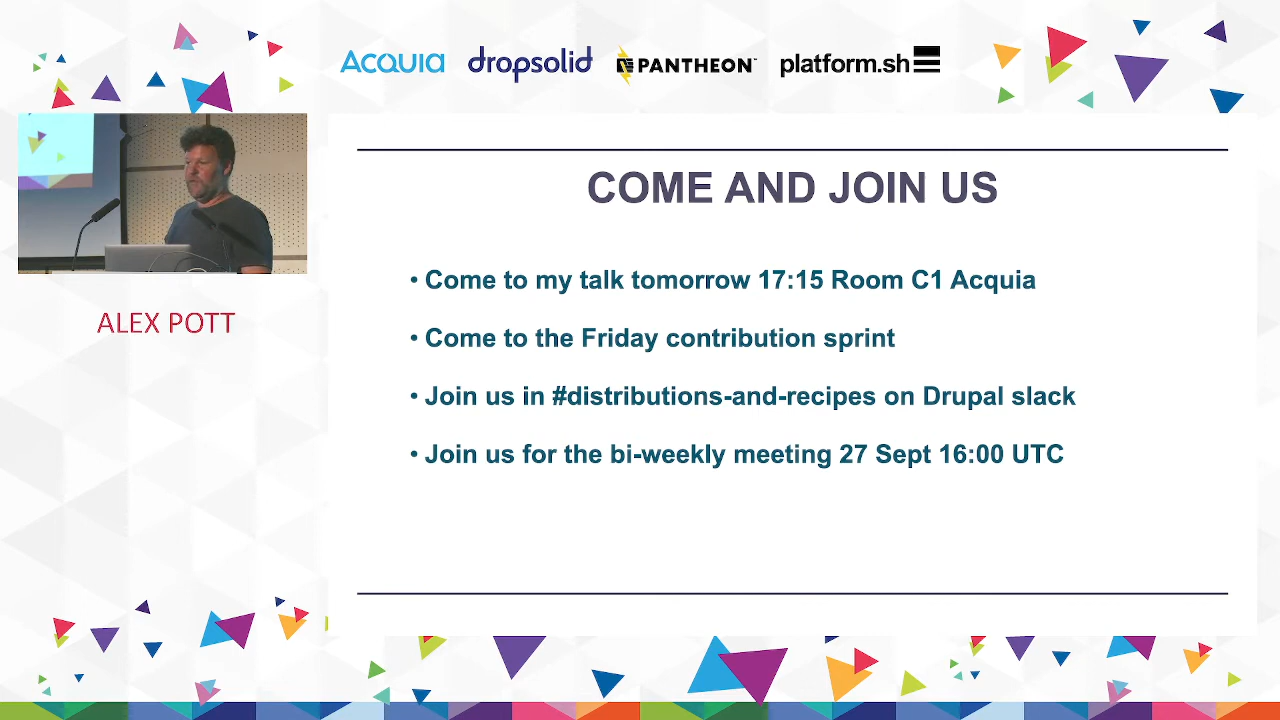 Acquia dropsolid PANTHEON platform.sh
COME AND JOIN US
• Come to my talk tomorrow 17:15 Room C1 Acquia
• Come to the Friday contribution sprint
• Join us in #distributions-and-recipes on Drupal slack
• Join us for the bi-weekly meeting 27 Sept 16:00 UTC
ALEX POTT